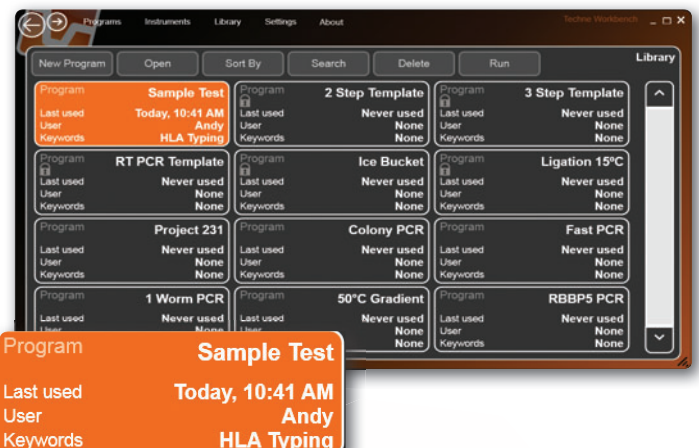 Programs Instruments Library Settings About Techne Workbench
Library
New Program Open Sort By Search Delete Run
Program Sample Test
Last used Today, 10:41 AM
User Andy
Keywords HLA Typing
Program 2 Step Template
Last used Never used
User None
Keywords None
Program 3 Step Template
Last used Never used
User None
Keywords None
Program RT PCR Template
Last used Never used
User None
Keywords None
Program Ice Bucket
Last used Never used
User None
Keywords None
Program Ligation 15ºC
Last used Never used
User None
Keywords None
Program Project 231
Last used Never used
User None
Keywords None
Program Colony PCR
Last used Never used
User None
Keywords None
Program Fast PCR
Last used Never used
User None
Keywords None
Program 1 Worm PCR
Last used Never used
User None
Program 50°C Gradient
Last used Never used
User None
None
Program RBBP5 PCR
Last used Never used
User None
Keywords None
Program Sample Test
Last used Today, 10:41 AM
User Andy
Keywords HLA Typing